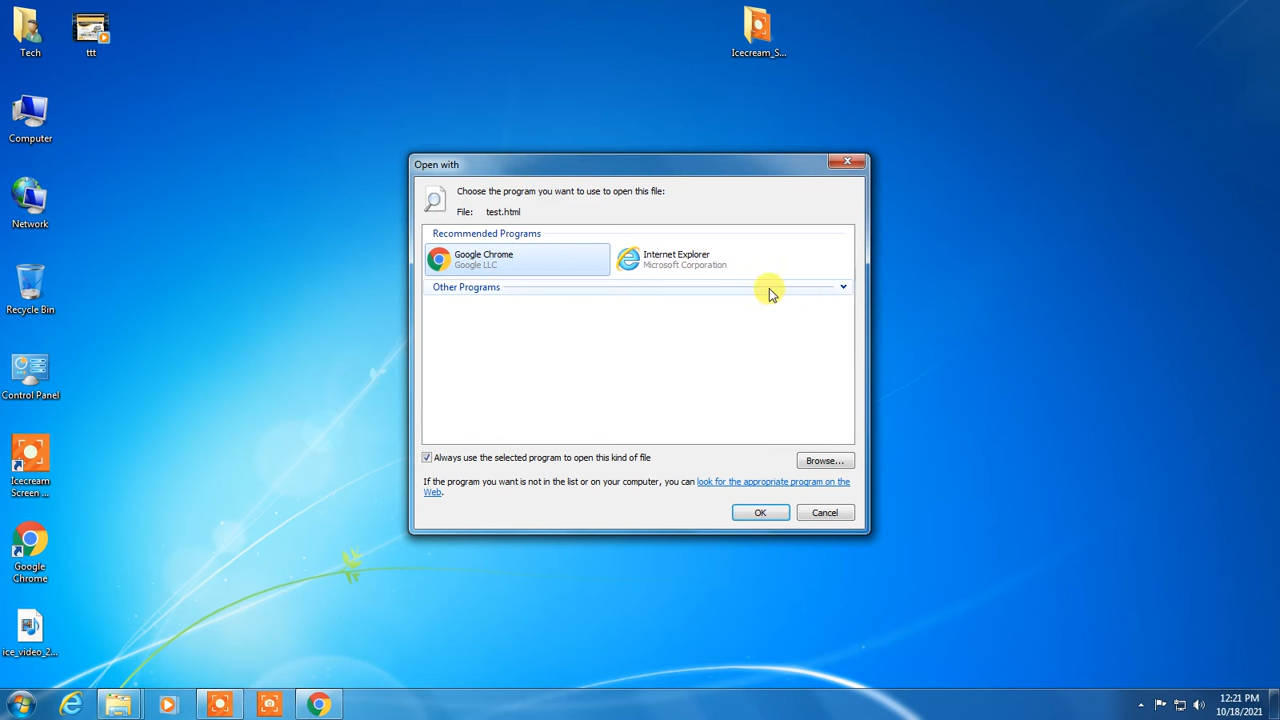 Tech
ttt
Icecream_S...
Computer
Network
Recycle Bin
Control Panel
Icecream
Screen ...
Google
Chrome
ice_video_2...
Open with
Choose the program you want to use to open this file:
File: test.html
Recommended Programs
Google Chrome
Google LLC
Internet Explorer
Microsoft Corporation
Other Programs
Always use the selected program to open this kind of file
Browse...
If the program you want is not in the list or on your computer, you can look for the appropriate program on the
Web.
OK
Cancel
12:21 PM
10/18/2021